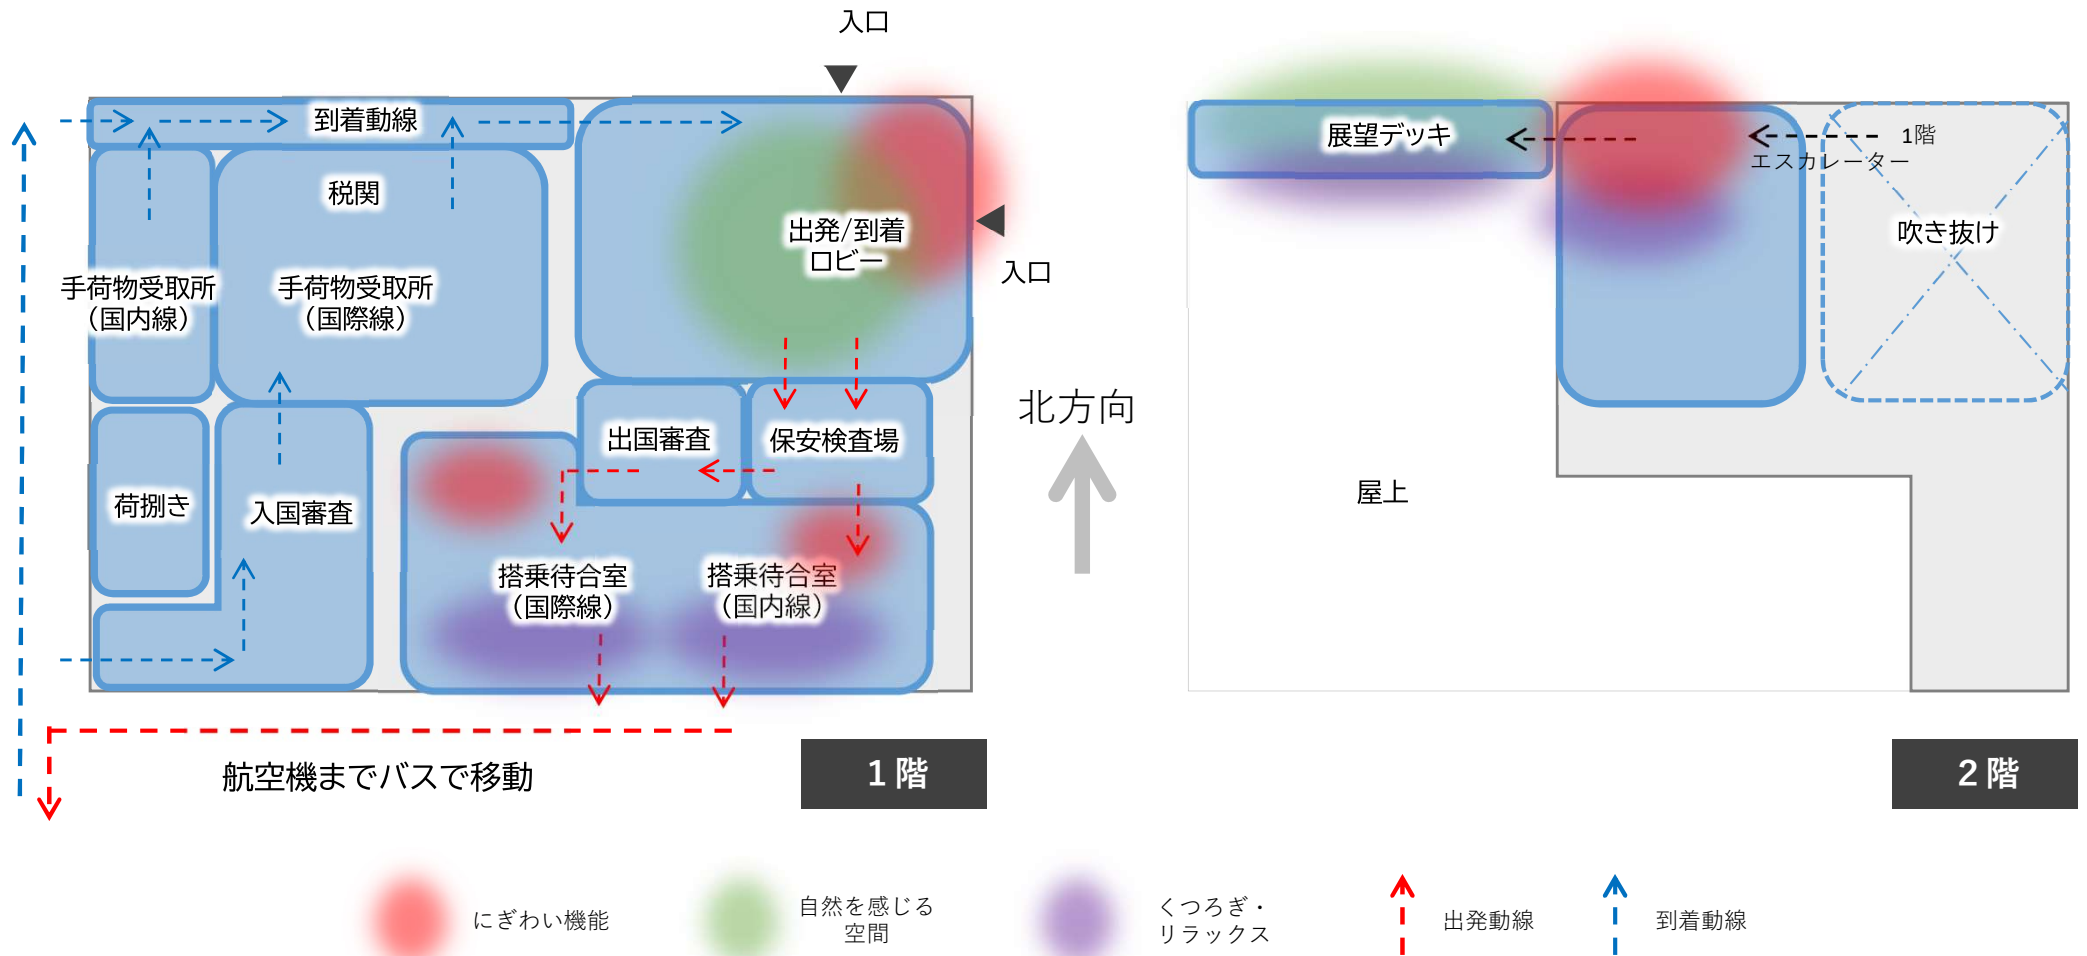 入口
到着動線
税関
出発/到着
ロビー
入口
手荷物受取所
（国内線）
手荷物受取所
（国際線）
出国審査
保安検査場
荷捌き
入国審査
搭乗待合室
（国際線）
搭乗待合室
（国内線）
航空機までバスで移動
1 階
北方向
展望デッキ
1階
エスカレーター
吹き抜け
屋上
2 階
にぎわい機能
自然を感じる
空間
くつろぎ・
リラックス
出発動線
到着動線